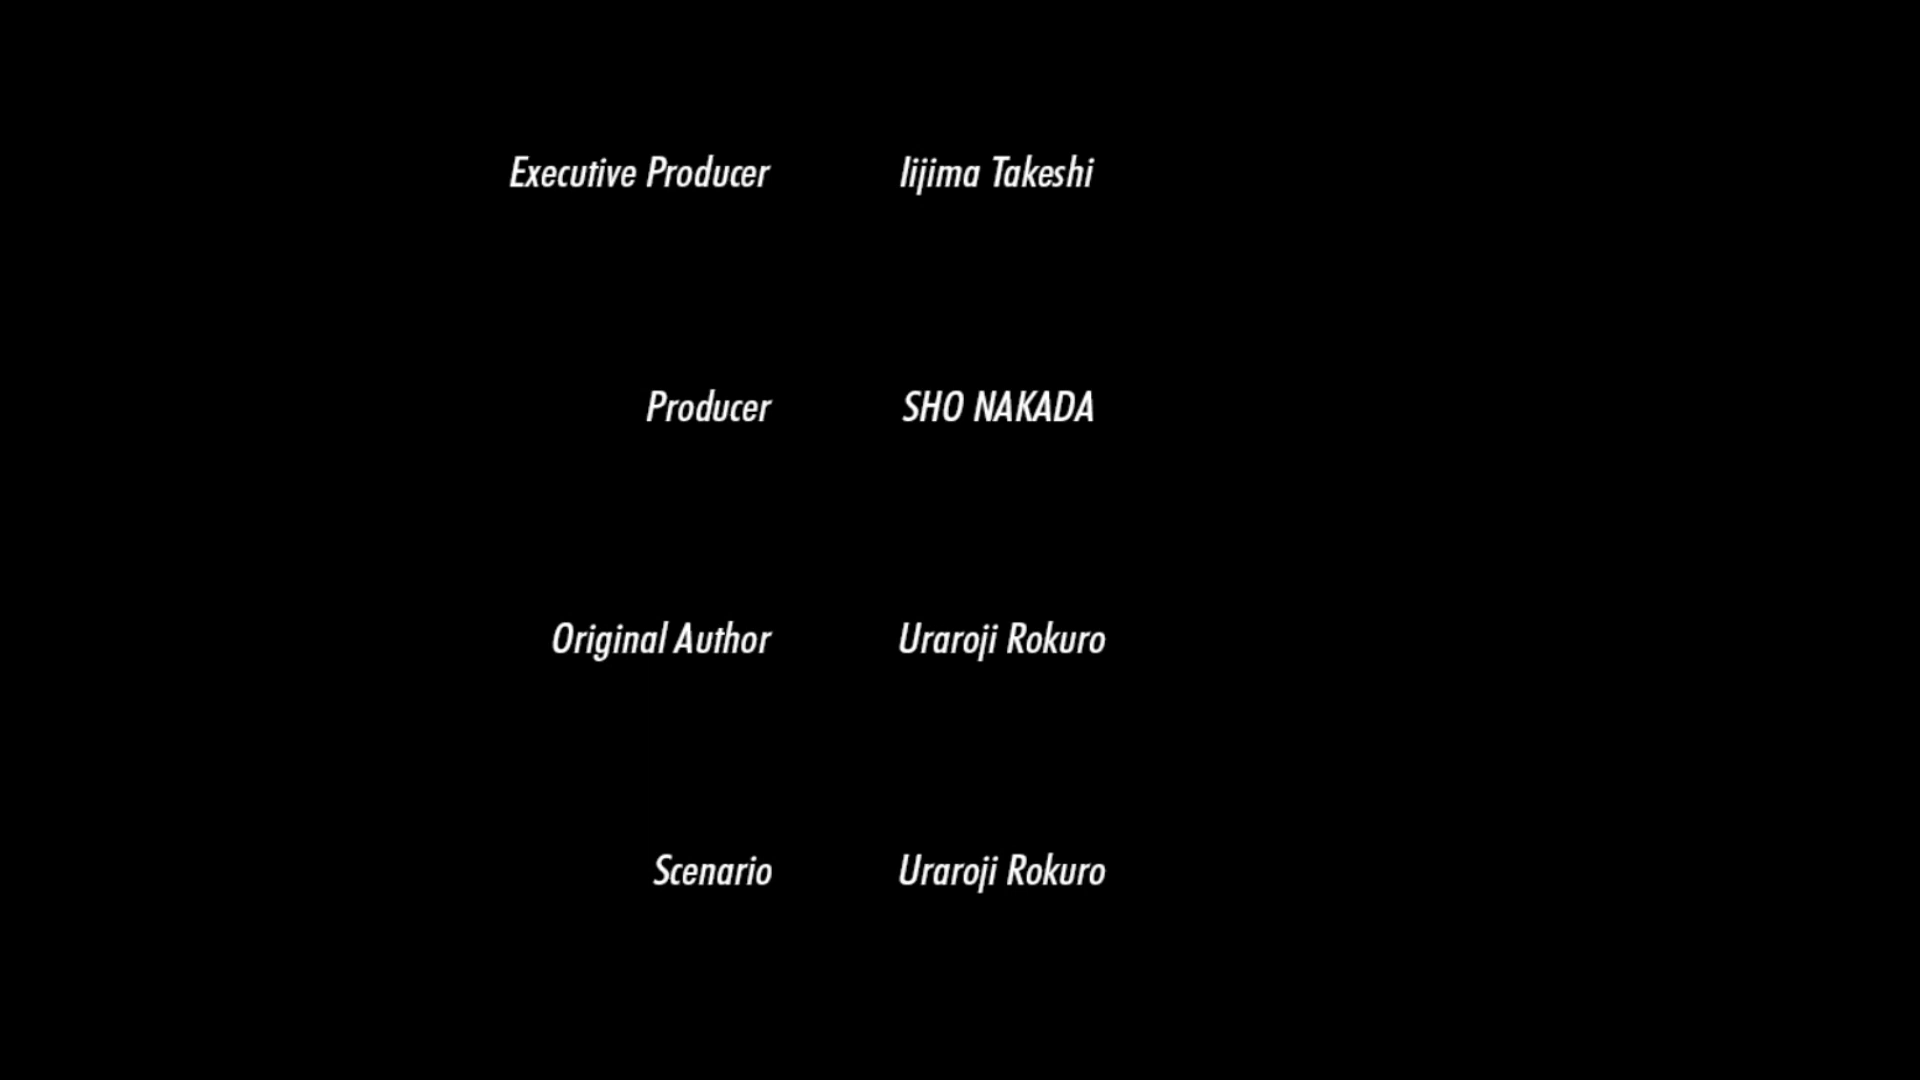 Executive Producer Iijima Takeshi
Producer SHO NAKADA
Original Author Uraroji Rokuro
Scenario Uraroji Rokuro